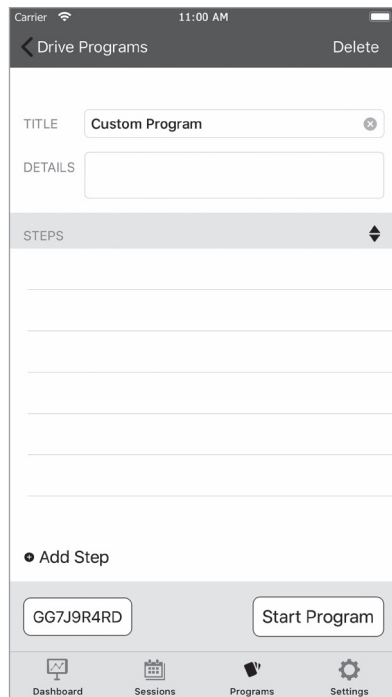 Carrier 11:00 AM
Drive Programs Delete
TITLE Custom Program
DETAILS
STEPS
Add Step
GG7J9R4RD Start Program
Dashboard Sessions Programs Settings